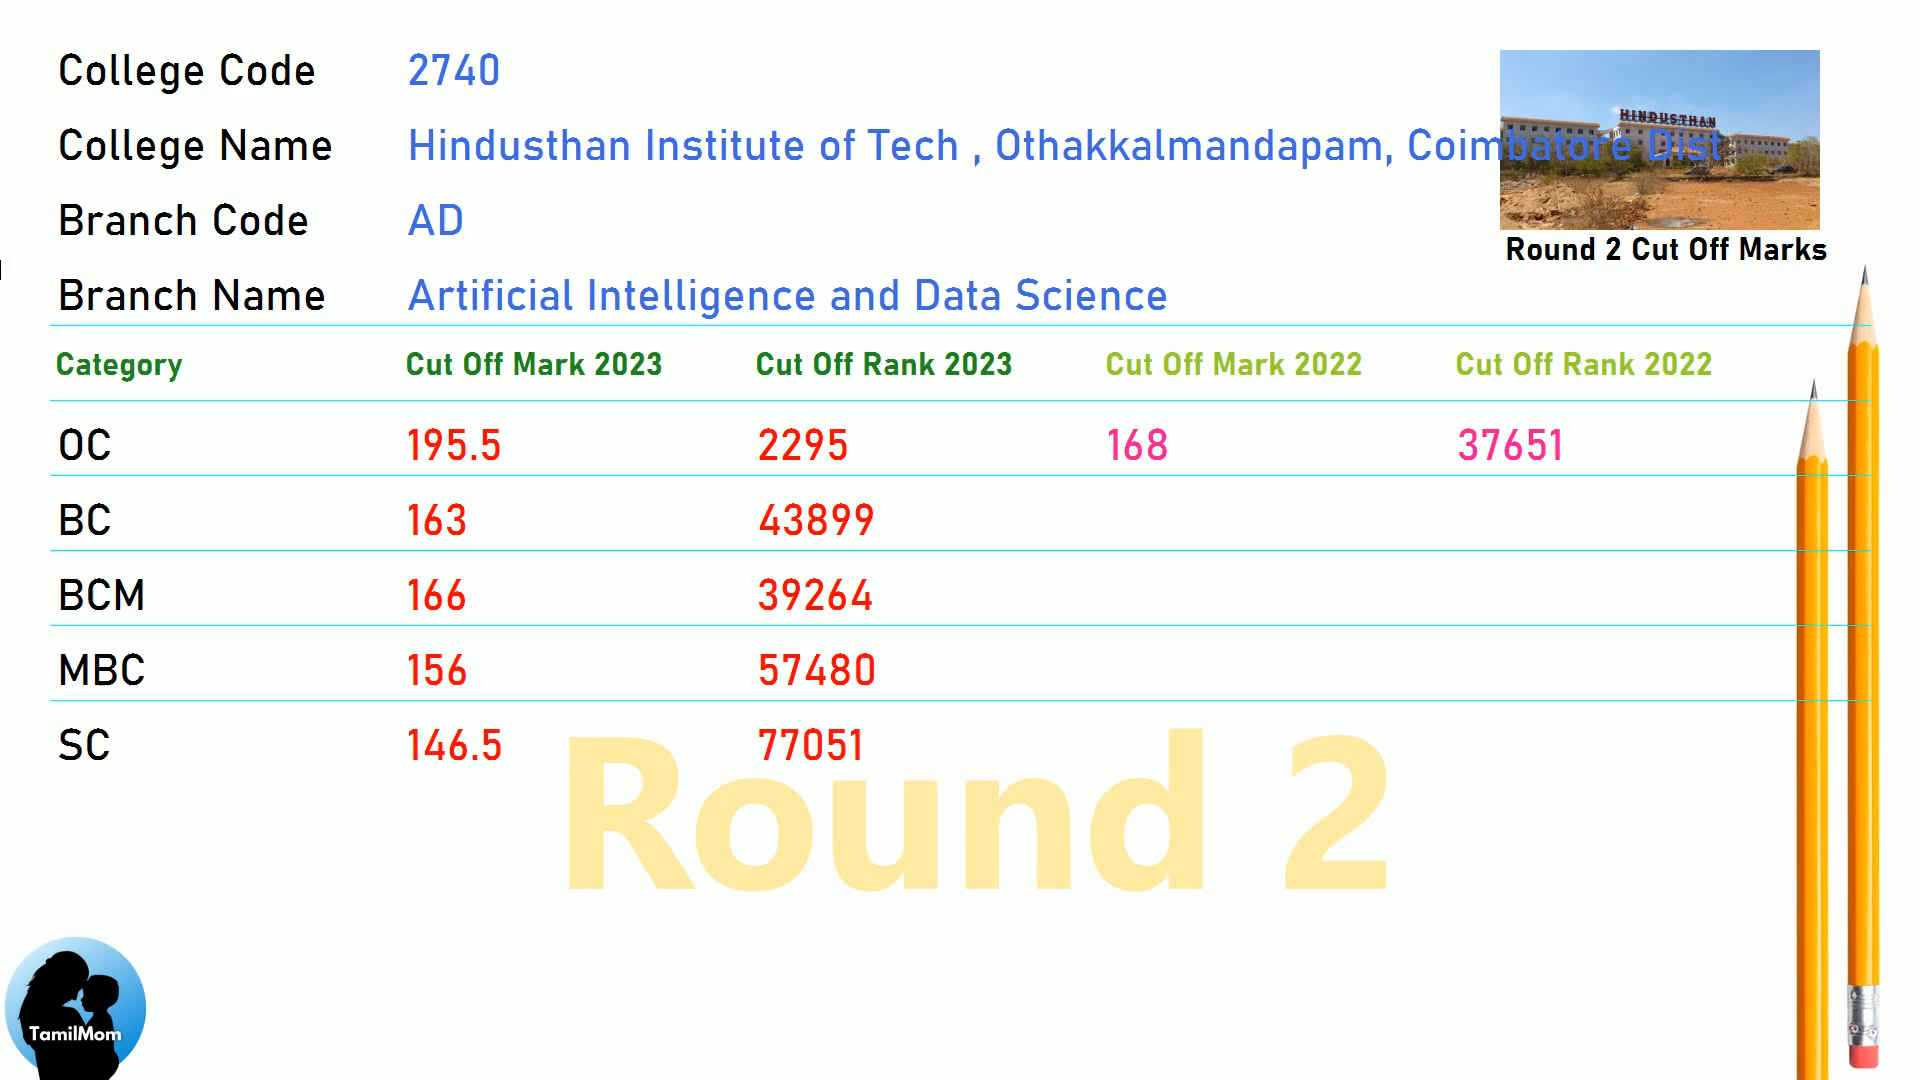 College Code 2740
College Name Hindusthan Institute of Tech , Othakkalmandapam, Coimbatore Dist
HINDUSTHAN
Branch Code AD
Round 2 Cut Off Marks
Branch Name Artificial Intelligence and Data Science
Category Cut Off Mark 2023 Cut Off Rank 2023 Cut Off Mark 2022 Cut Off Rank 2022
OC 195.5 2295 168 37651
BC 163 43899
BCM 166 39264
MBC 156 57480
SC 146.5 77051
Round 2
TamilMom